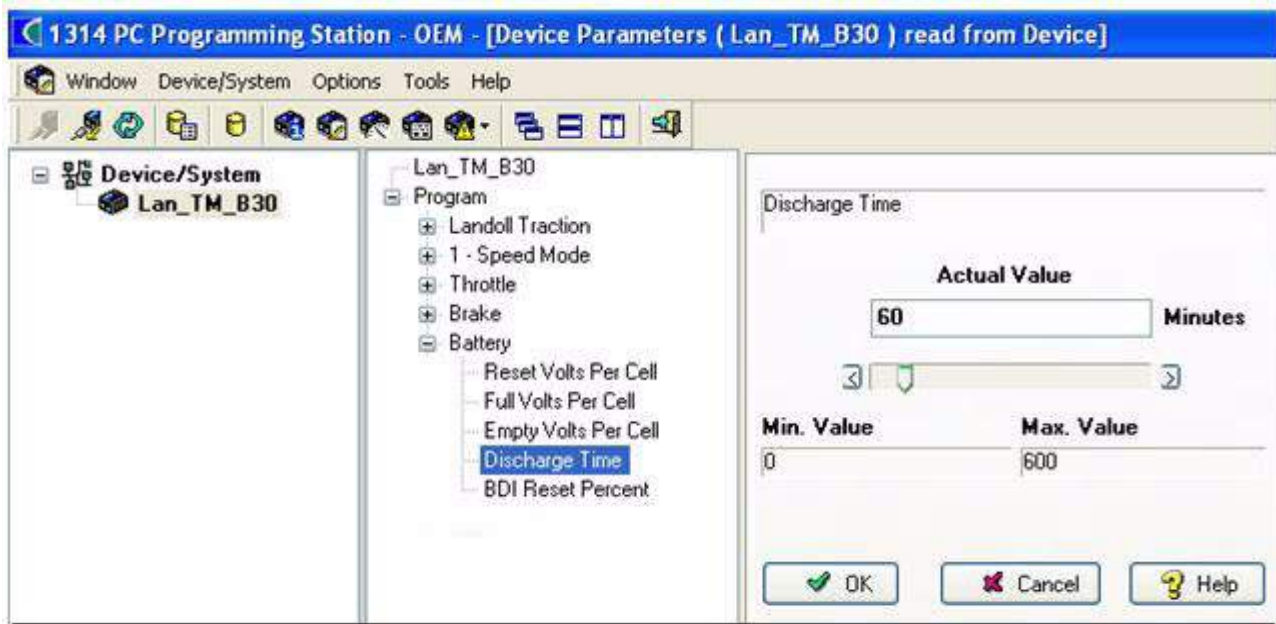 1314 PC Programming Station - OEM - [Device Parameters ( Lan_TM_B30 ) read from Device]
Window Device/System Options Tools Help
Device/System
Lan_TM_B30
Lan_TM_B30
Program
Landoll Traction
1 - Speed Mode
Throttle
Brake
Battery
Reset Volts Per Cell
Full Volts Per Cell
Empty Volts Per Cell
Discharge Time
BDI Reset Percent
Discharge Time
Actual Value
60 Minutes
Min. Value Max. Value
0 600
OK Cancel Help